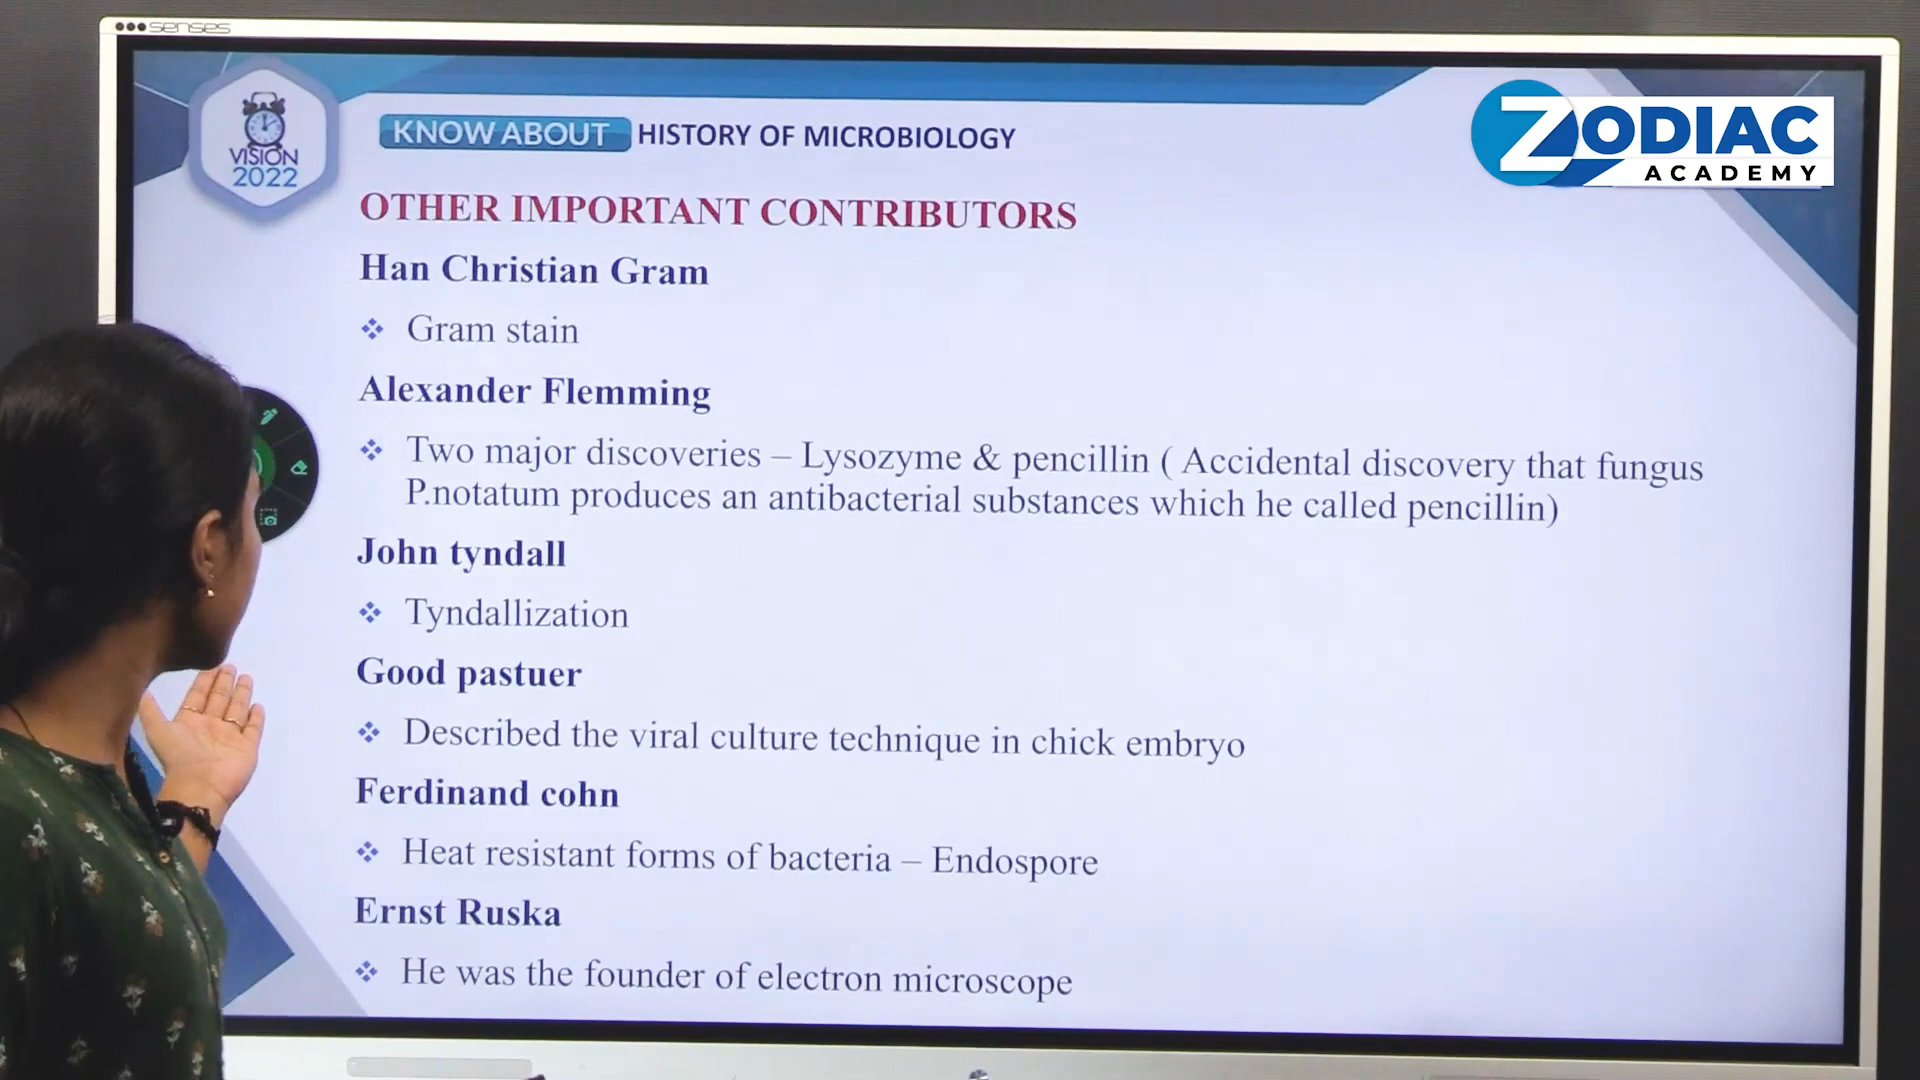 senses
VISION
2022
KNOW ABOUT HISTORY OF MICROBIOLOGY
ZODIAC
ACADEMY
OTHER IMPORTANT CONTRIBUTORS
Han Christian Gram
❖ Gram stain
Alexander Flemming
❖ Two major discoveries – Lysozyme & pencillin ( Accidental discovery that fungus
P.notatum produces an antibacterial substances which he called pencillin)
John tyndall
❖ Tyndallization
Good pastuer
❖ Described the viral culture technique in chick embryo
Ferdinand cohn
❖ Heat resistant forms of bacteria – Endospore
Ernst Ruska
❖ He was the founder of electron microscope